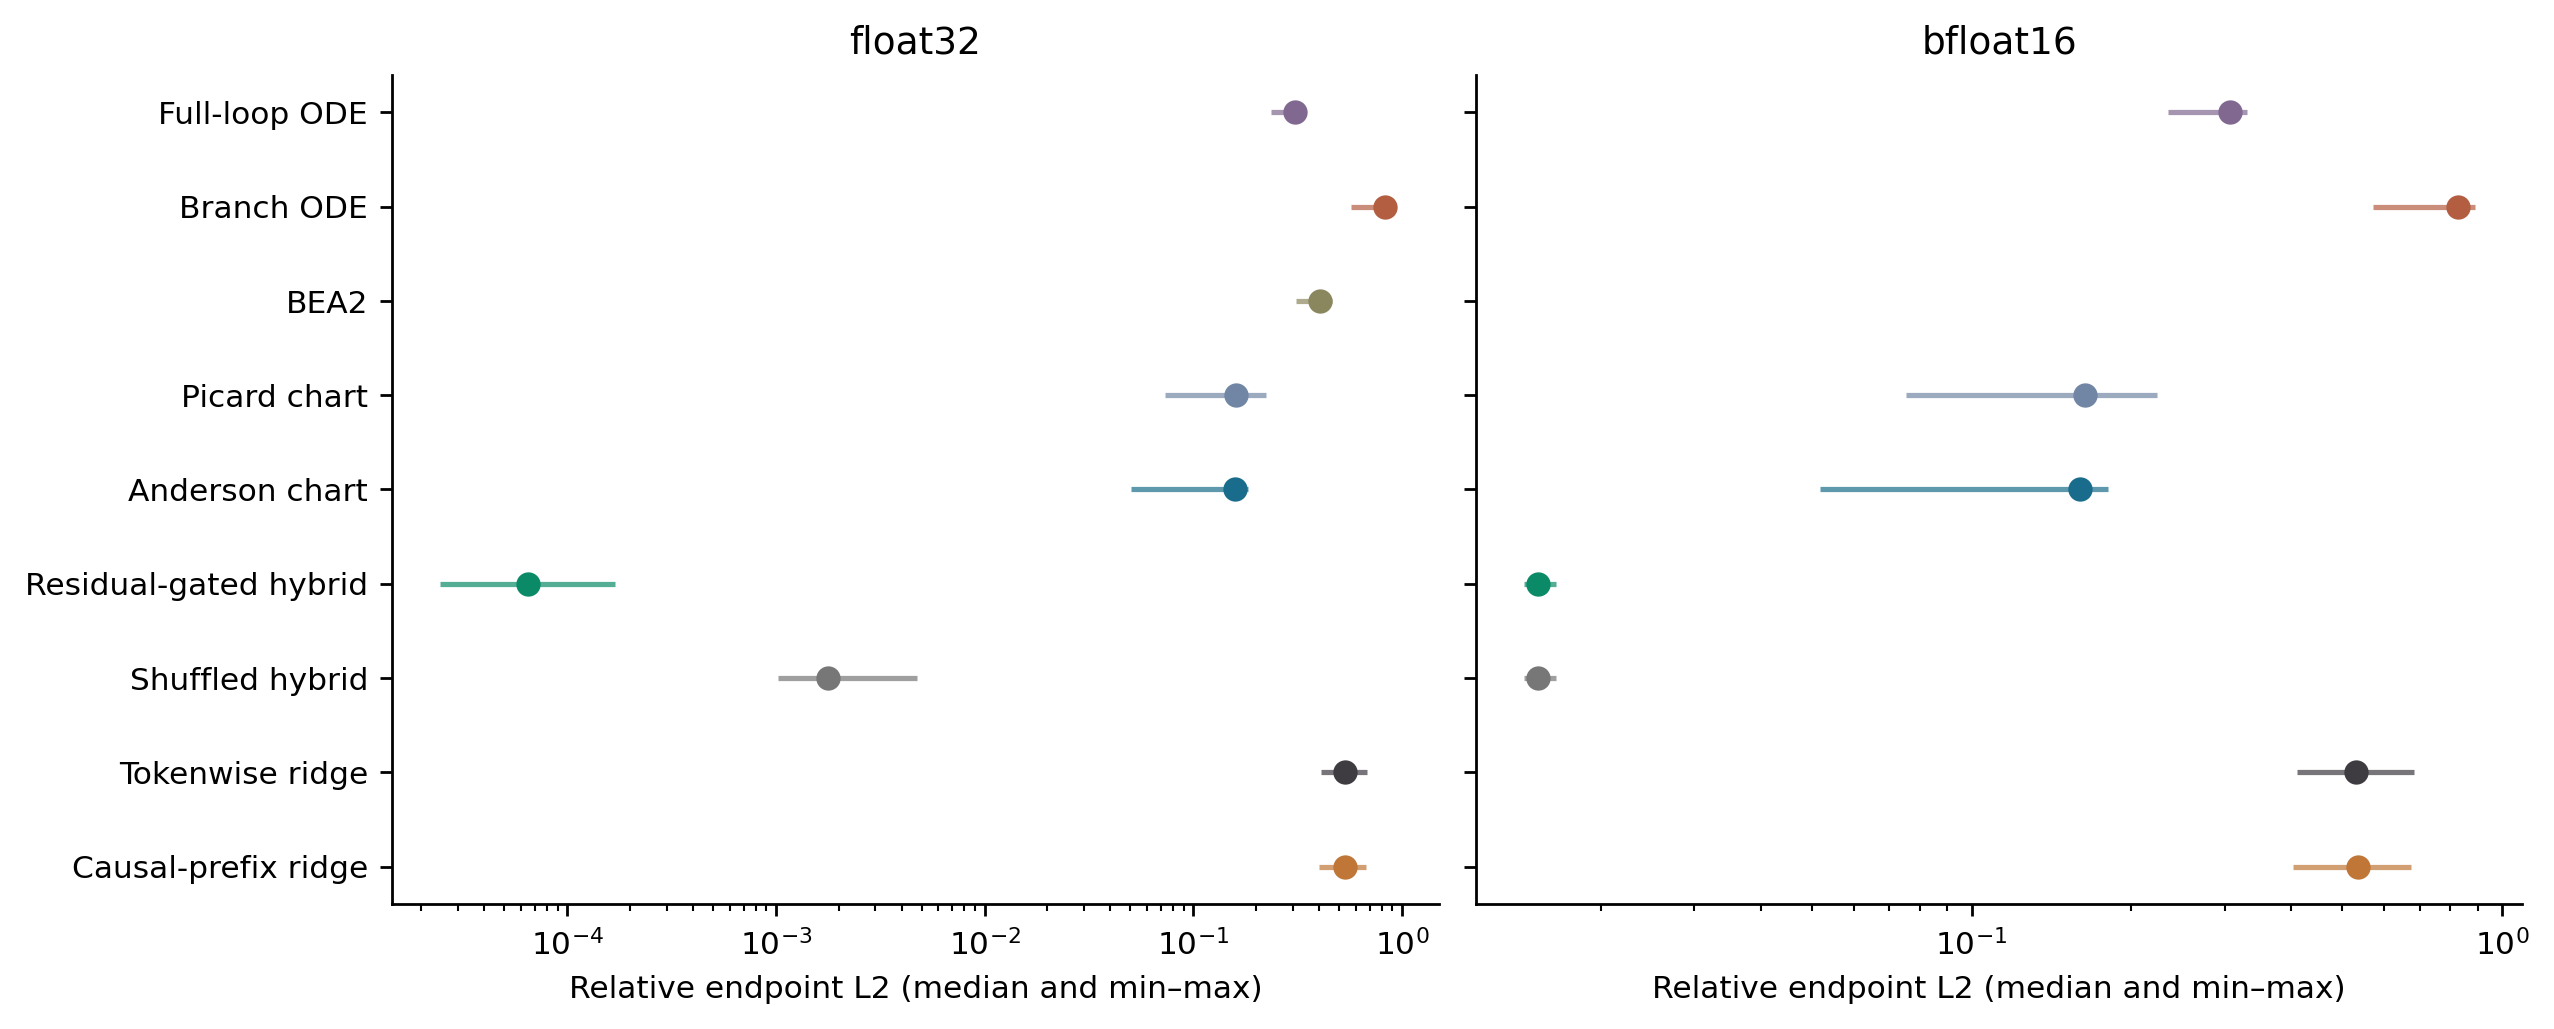 float32
bfloat16
Full-loop ODE
Branch ODE
BEA2
Picard chart
Anderson chart
Residual-gated hybrid
Shuffled hybrid
Tokenwise ridge
Causal-prefix ridge
10⁻⁴ 10⁻³ 10⁻² 10⁻¹ 10⁰
10⁻¹ 10⁰
Relative endpoint L2 (median and min–max)
Relative endpoint L2 (median and min–max)